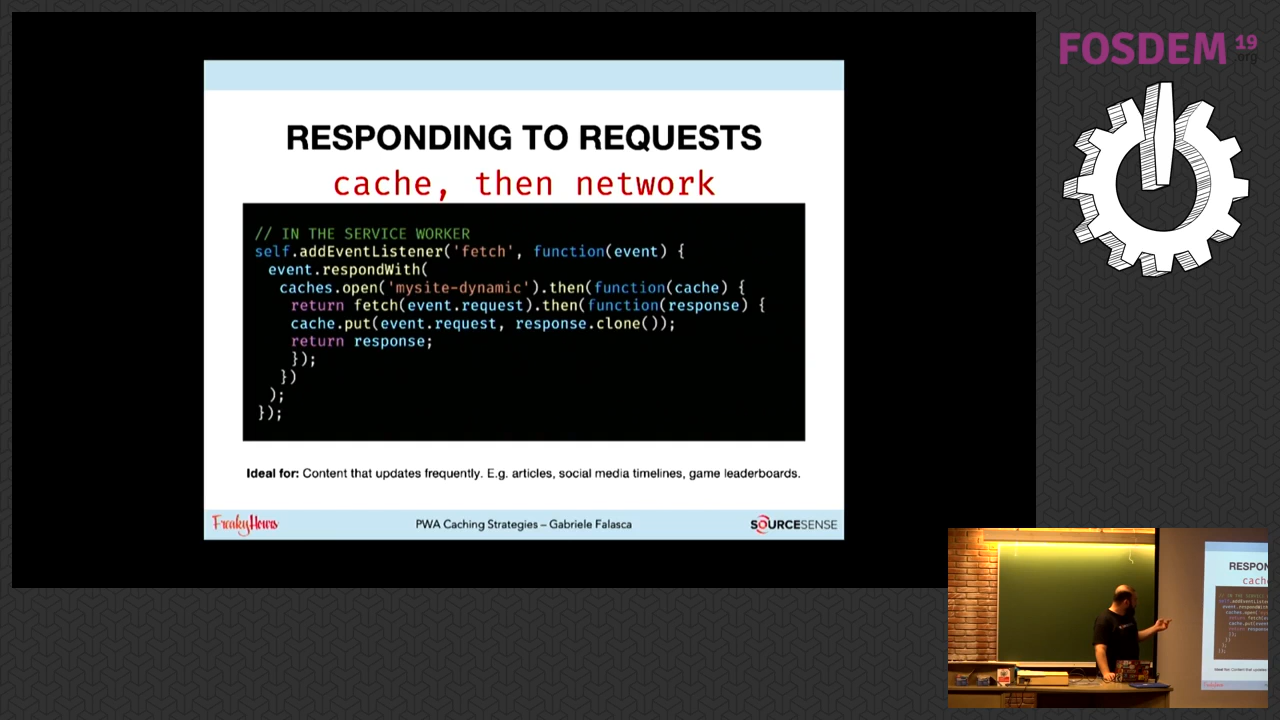 FOSDEM 19
.org
RESPONDING TO REQUESTS
cache, then network
// IN THE SERVICE WORKER
self.addEventListener('fetch', function(event) {
event.respondWith(
caches.open('mysite-dynamic').then(function(cache) {
return fetch(event.request).then(function(response) {
cache.put(event.request, response.clone());
return response;
});
})
);
});
Ideal for: Content that updates frequently. E.g. articles, social media timelines, game leaderboards.
FreakyHours
PWA Caching Strategies – Gabriele Falasca
SOURCESENSE
RESPON
cache